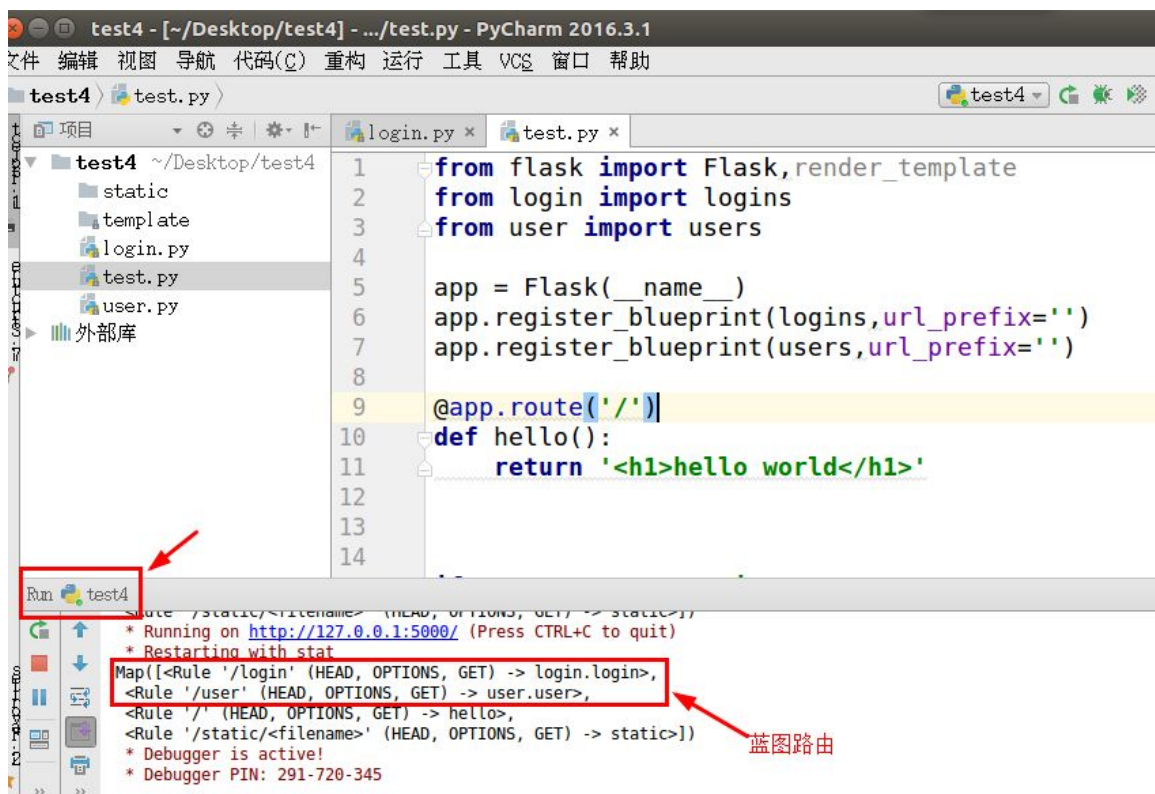 test4 - [~/Desktop/test4] - .../test.py - PyCharm 2016.3.1
文件 编辑 视图 导航 代码(C) 重构 运行 工具 VCS 窗口 帮助
test4 test.py
test4
项目
login.py × test.py ×
test4 ~/Desktop/test4
static
template
login.py
test.py
user.py
外部库
1 from flask import Flask,render_template
2 from login import logins
3 from user import users
4
5 app = Flask(__name__)
6 app.register_blueprint(logins,url_prefix='')
7 app.register_blueprint(users,url_prefix='')
8
9 @app.route('/')
10 def hello():
11 return '<h1>hello world</h1>'
12
13
14
Run test4
<Rule '/static/<filename>' (HEAD, OPTIONS, GET) -> static>])
* Running on http://127.0.0.1:5000/ (Press CTRL+C to quit)
* Restarting with stat
Map([<Rule '/login' (HEAD, OPTIONS, GET) -> login.login>,
<Rule '/user' (HEAD, OPTIONS, GET) -> user.user>,
<Rule '/' (HEAD, OPTIONS, GET) -> hello>,
<Rule '/static/<filename>' (HEAD, OPTIONS, GET) -> static>])
* Debugger is active!
* Debugger PIN: 291-720-345
蓝图路由